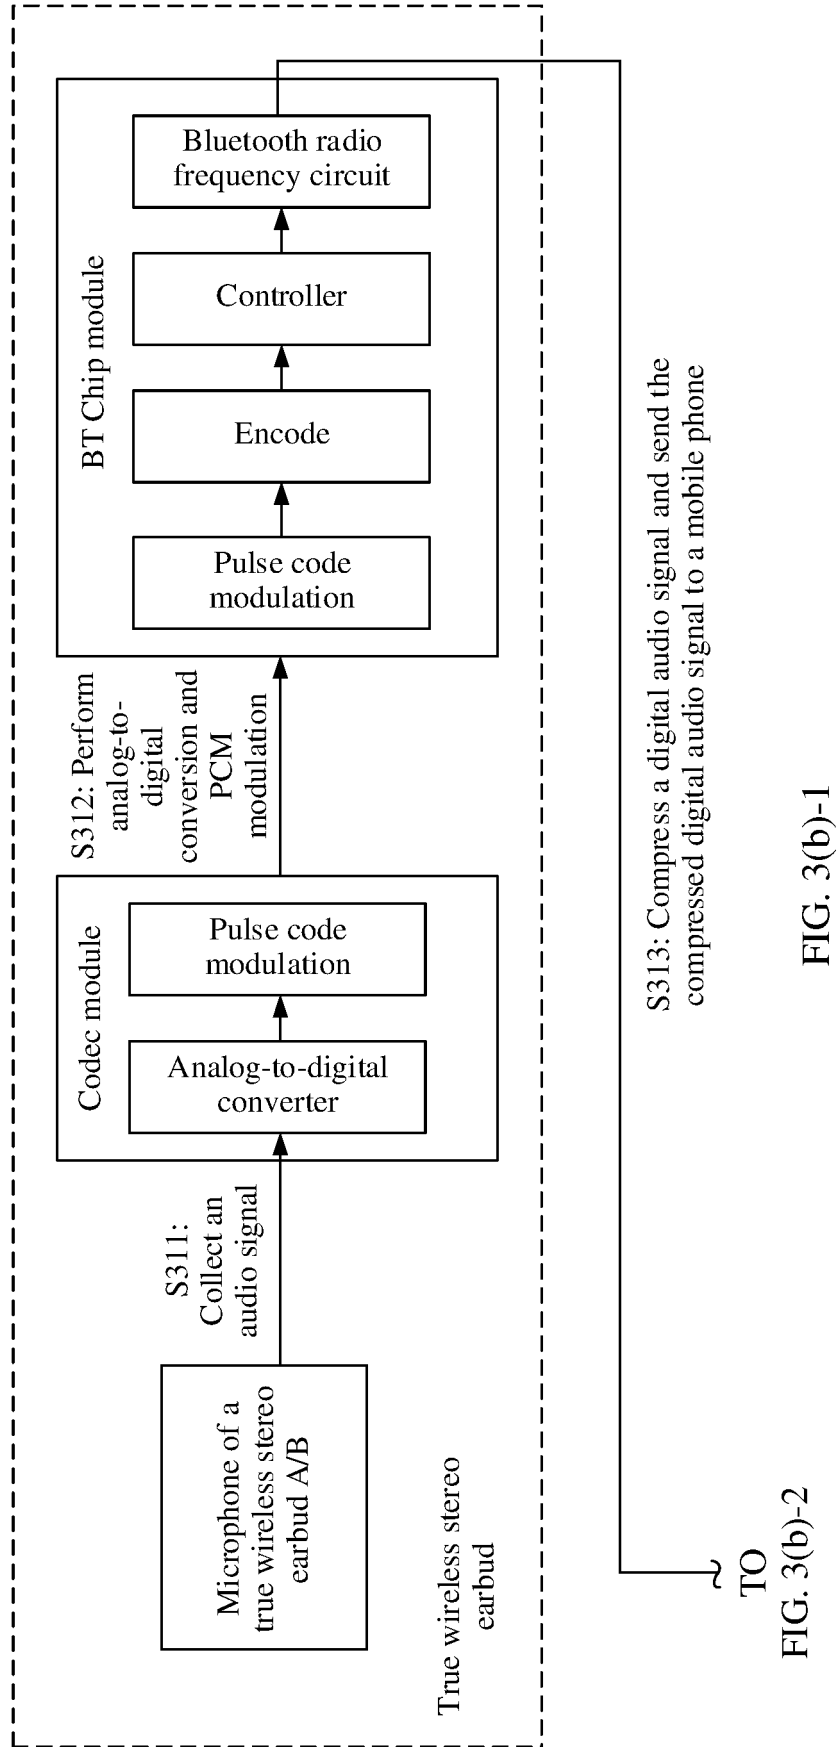 Microphone of a
true wireless stereo
earbud A/B
S311:
Collect an
audio signal
Codec module
Analog-to-digital
converter
Pulse code
modulation
S312: Perform
analog-to-
digital
conversion and
PCM
modulation
BT Chip module
Pulse code
modulation
Encode
Controller
Bluetooth radio
frequency circuit
True wireless stereo
earbud
S313: Compress a digital audio signal and send the
compressed digital audio signal to a mobile phone
TO
FIG. 3(b)-2
FIG. 3(b)-1